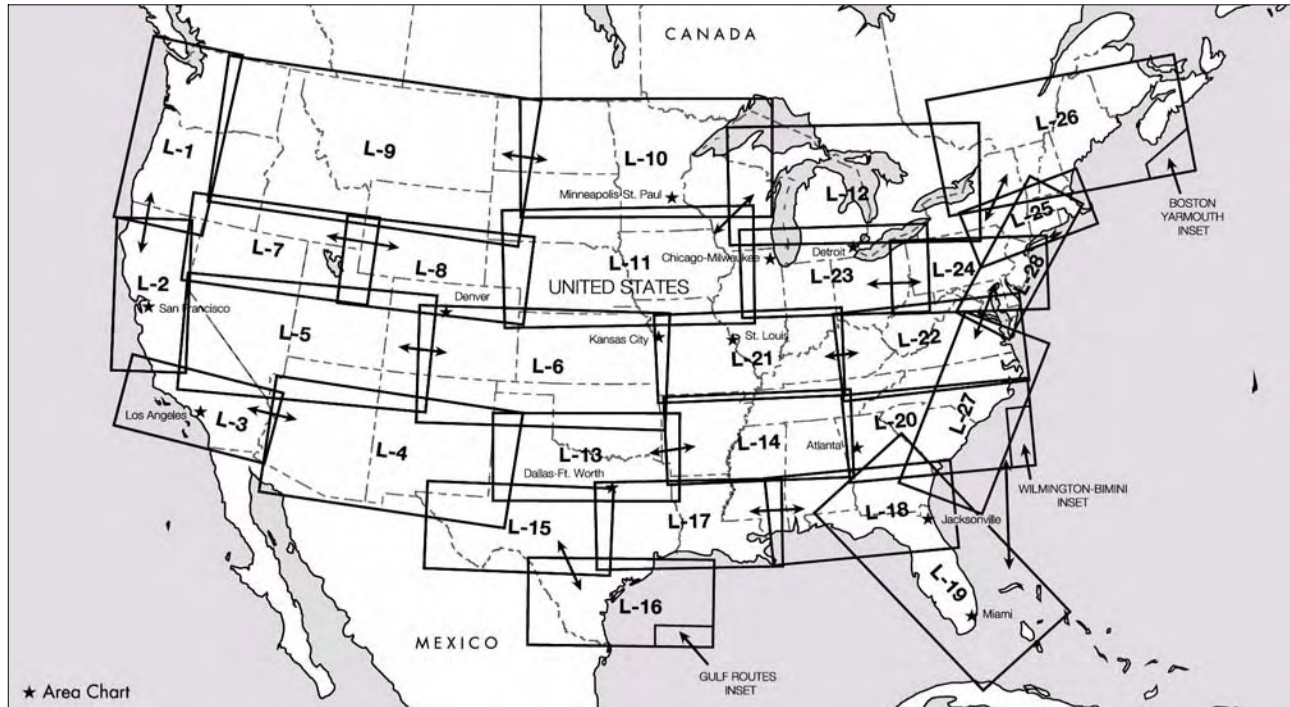 CANADA
L-26
L-1
L-9
L-10
L-12
Minneapolis-St. Paul
BOSTON
YARMOUTH
INSET
L-25
L-7
L-8
L-11
Chicago-Milwaukee
Detroit
L-23
L-24
L-28
L-2
San Francisco
Denver
UNITED STATES
L-5
L-6
Kansas City
St. Louis
L-21
L-22
Los Angeles
L-3
L-4
L-13
Dallas-Ft. Worth
L-14
Atlanta
L-20
L-27
WILMINGTON-BIMINI
INSET
L-15
L-17
L-18
Jacksonville
L-16
L-19
Miami
MEXICO
GULF ROUTES
INSET
★ Area Chart